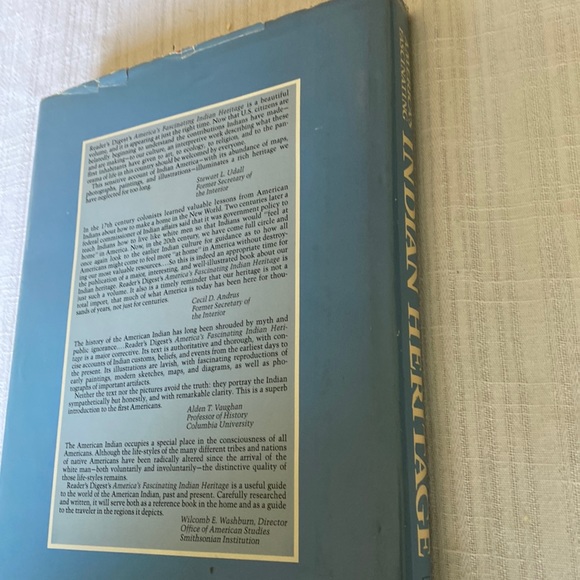 Reader's Digest's America's Fascinating Indian Heritage is a beautiful
volume, and it is appearing at just the right time. Now that U.S. citizens are
belatedly beginning to understand the contributions Indians have made—
and are making—to our culture, an interpretive work describing what these
first inhabitants have given to art, to ecology, to religion, and to the pan-
orama of life in this country should be welcomed by everyone.
This sensitive account of Indian America—with its abundance of maps,
photographs, paintings, and illustrations—illuminates a rich heritage we
have neglected for too long.
Stewart L. Udall
Former Secretary of
the Interior
In the 17th century colonists learned valuable lessons from American
Indians about how to make a home in the New World. Two centuries later a
federal commissioner of Indian affairs said that it was government policy to
teach Indians how to live like white men so that Indians would "feel at
home" in America. Now, in the 20th century, we have come full circle and
once again look to the earlier Indian culture for guidance as to how all
Americans might come to feel more "at home" in America without destroy-
ing our most valuable resources.... So this is indeed an appropriate time for
the publication of a major, interesting, and well-illustrated book about our
Indian heritage. Reader's Digest's America's Fascinating Indian Heritage is
just such a volume. It also is a timely reminder that our heritage is not a
total import, that much of what America is today has been here for thou-
sands of years, not just for centuries.
Cecil D. Andrus
Former Secretary of
the Interior
The history of the American Indian has long been shrouded by myth and
public ignorance.... Reader's Digest's America's Fascinating Indian Heri-
tage is a major corrective. Its text is authoritative and thorough, with con-
cise accounts of Indian customs, beliefs, and events from the earliest days to
the present. Its illustrations are lavish, with fascinating reproductions of
early paintings, modern sketches, maps, and diagrams, as well as pho-
tographs of important artifacts.
Neither the text nor the pictures avoid the truth: they portray the Indian
sympathetically but honestly, and with remarkable clarity. This is a superb
introduction to the first Americans.
Alden T. Vaughan
Professor of History
Columbia University
The American Indian occupies a special place in the consciousness of all
Americans. Although the life-styles of the many different tribes and nations
of native Americans have been radically altered since the arrival of the
white man—both voluntarily and involuntarily—the distinctive quality of
those life-styles remains.
Reader's Digest's America's Fascinating Indian Heritage is a useful guide
to the world of the American Indian, past and present. Carefully researched
and written, it will serve both as a reference book in the home and as a guide
to the traveler in the regions it depicts.
Wilcomb E. Washburn, Director
Office of American Studies
Smithsonian Institution
AMERICA'S
FASCINATING
INDIAN HERITAGE